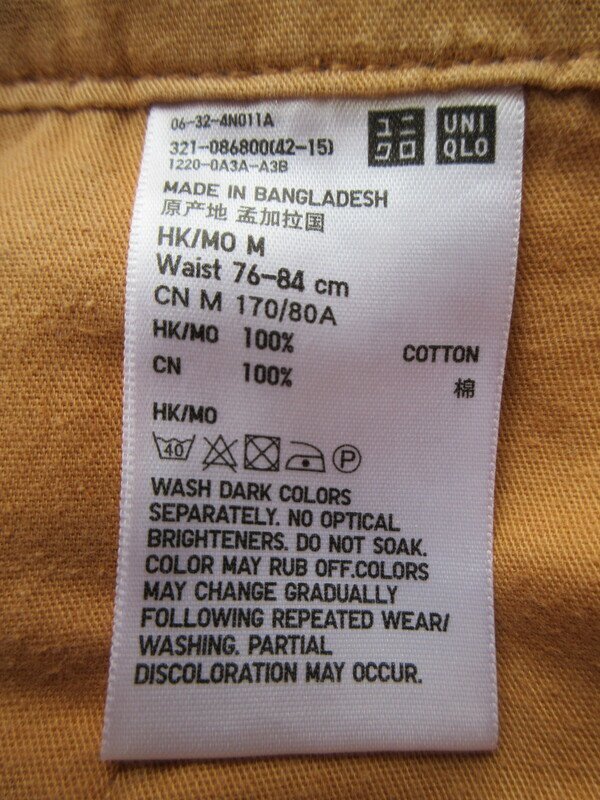 06-32-4N011A
321-086800(42-15)
1220-0A3A-A3B
ユニ
クロ
UNI
QLO
MADE IN BANGLADESH
原产地 孟加拉国
HK/MO M
Waist 76-84 cm
CN M 170/80A
HK/MO 100% COTTON
CN 100% 棉
HK/MO
40 P
WASH DARK COLORS
SEPARATELY. NO OPTICAL
BRIGHTENERS. DO NOT SOAK.
COLOR MAY RUB OFF.COLORS
MAY CHANGE GRADUALLY
FOLLOWING REPEATED WEAR/
WASHING. PARTIAL
DISCOLORATION MAY OCCUR.